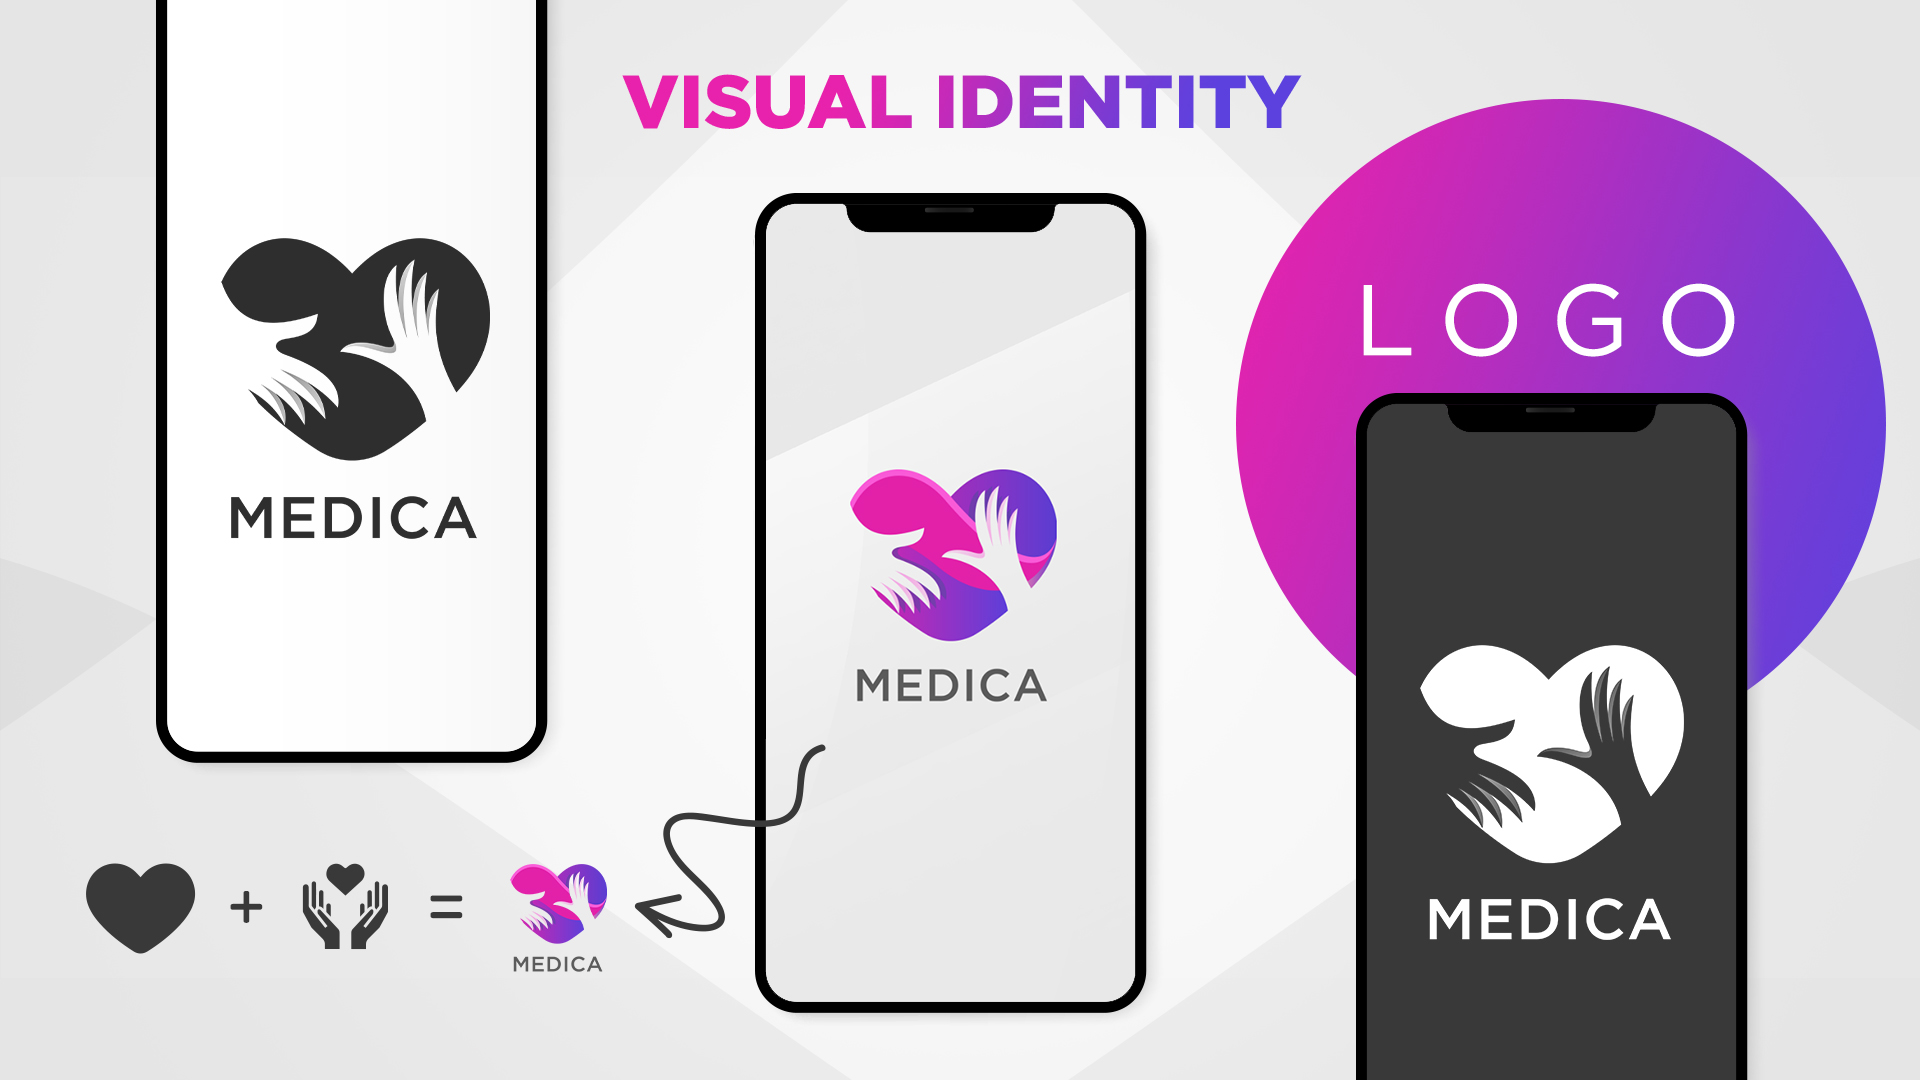 VISUAL IDENTITY
LOGO
MEDICA
MEDICA
MEDICA
+
=
MEDICA